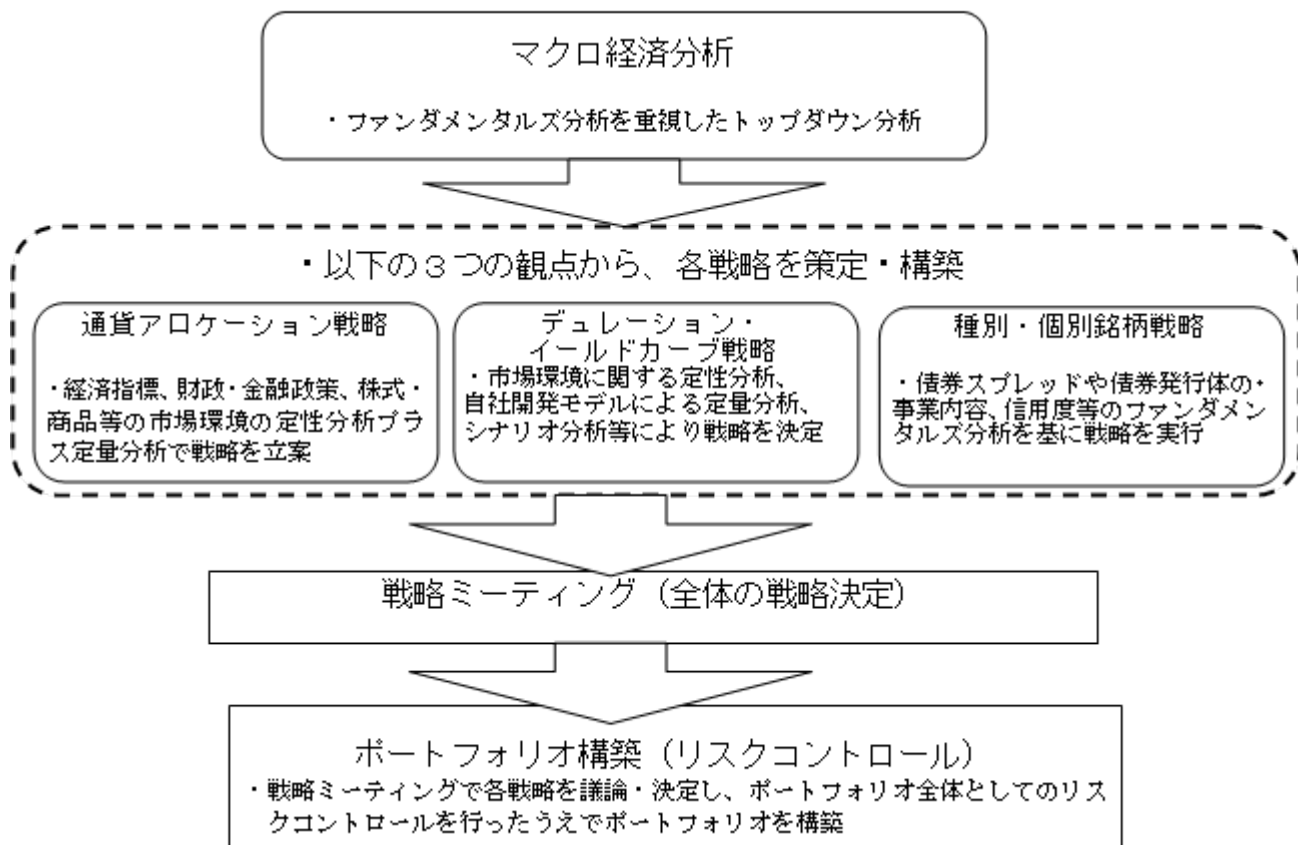 マクロ経済分析
・ファンダメンタルズ分析を重視したトップダウン分析
・以下の３つの観点から、各戦略を策定・構築
通貨アロケーション戦略
・経済指標、財政・金融政策、株式・
商品等の市場環境の定性分析プラ
ス定量分析で戦略を立案
デュレーション・
イールドカーブ戦略
・市場環境に関する定性分析、
自社開発モデルによる定量分析、
シナリオ分析等により戦略を決定
種別・個別銘柄戦略
・債券スプレッドや債券発行体の・
事業内容、信用度等のファンダメン
タルズ分析を基に戦略を実行
戦略ミーティング（全体の戦略決定）
ポートフォリオ構築（リスクコントロール）
・戦略ミーティングで各戦略を議論・決定し、ポートフォリオ全体としてのリス
クコントロールを行ったうえでポートフォリオを構築